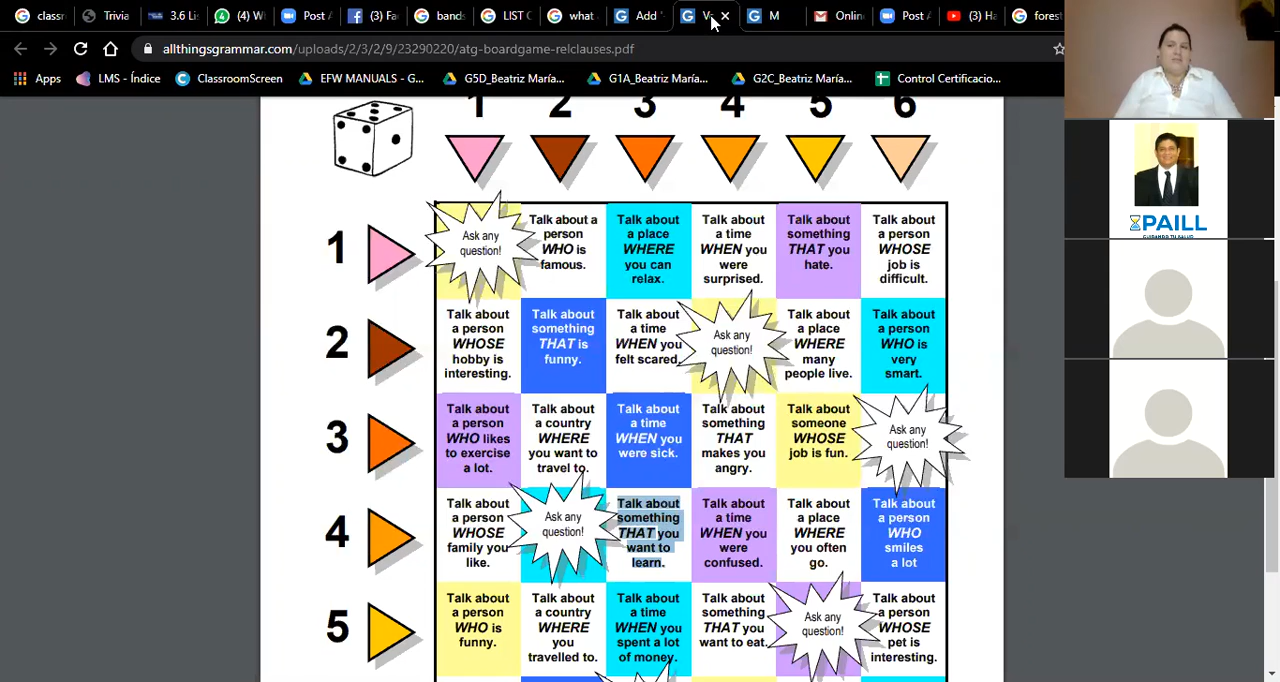 classr
Trivia
3.6 Li
(4) W
Post A
(3) Fa
bands
LIST C
what
Add "
V
M
Onlin
Post A
(3) Ha
forest
allthingsgrammar.com/uploads/2/3/2/9/23290220/atg-boardgame-relclauses.pdf
Apps
LMS - Índice
ClassroomScreen
EFW MANUALS - G...
G5D_Beatriz María...
G1A_Beatriz María...
G2C_Beatriz María...
Control Certificacio...
1 2 3 4 5 6
1
Ask any
question!
Talk about a
person
WHO is
famous.
Talk about
a place
WHERE
you can
relax.
Talk about
a time
WHEN you
were
surprised.
Talk about
something
THAT you
hate.
Talk about
a person
WHOSE
job is
difficult.
2
Talk about
a person
WHOSE
hobby is
interesting.
Talk about
something
THAT is
funny.
Talk about
a time
WHEN you
felt scared.
Ask any
question!
Talk about
a place
WHERE
many
people live.
Talk about
a person
WHO is
very
smart.
3
Talk about
a person
WHO likes
to exercise
a lot.
Talk about
a country
WHERE
you want to
travel to.
Talk about
a time
WHEN you
were sick.
Talk about
something
THAT
makes you
angry.
Talk about
someone
WHOSE
job is fun.
Ask any
question!
4
Talk about
a person
WHOSE
family you
like.
Ask any
question!
Talk about
something
THAT you
want to
learn.
Talk about
a time
WHEN you
were
confused.
Talk about
a place
WHERE
you often
go.
Talk about
a person
WHO
smiles
a lot
5
Talk about
a person
WHO is
funny.
Talk about
a country
WHERE
you
travelled to.
Talk about
a time
WHEN you
spent a lot
of money.
Talk about
something
THAT you
want to eat.
Ask any
question!
Talk about
a person
WHOSE
pet is
interesting.
PAILL